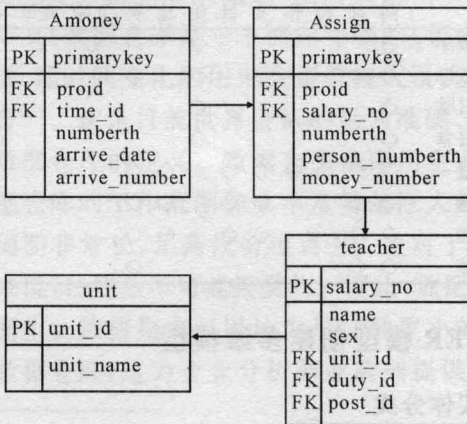 Amoney
PK primarykey
FK proid
FK time_id
numberth
arrive_date
arrive_number
Assign
PK primarykey
FK proid
FK salary_no
numberth
person_numberth
money_number
teacher
PK salary_no
name
sex
FK unit_id
FK duty_id
FK post_id
unit
PK unit_id
unit_name